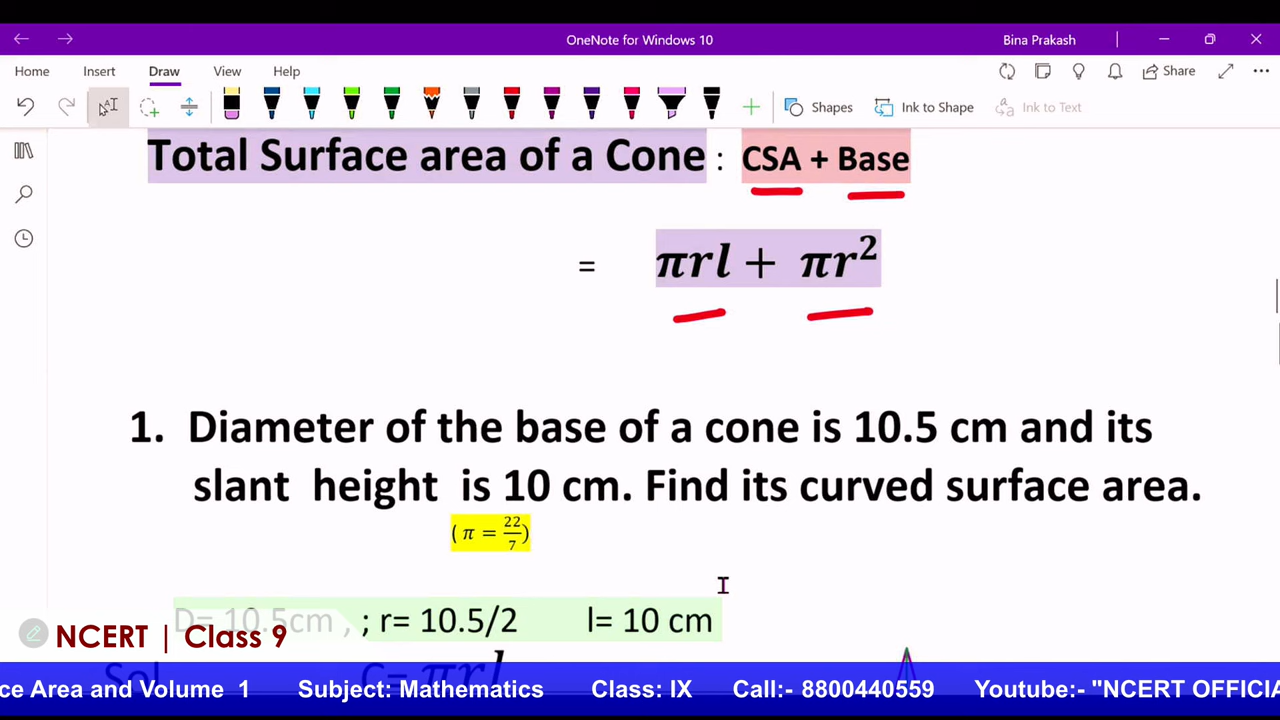 OneNote for Windows 10
Bina Prakash
Home Insert Draw View Help
Share
Shapes
Ink to Shape
Ink to Text
Total Surface area of a Cone : CSA + Base
= πrl + πr²
1. Diameter of the base of a cone is 10.5 cm and its
slant height is 10 cm. Find its curved surface area.
( π = 22/7)
D= 10.5cm , ; r= 10.5/2 l= 10 cm
NCERT | Class 9
Sol C= πrl
ce Area and Volume 1 Subject: Mathematics Class: IX Call:- 8800440559 Youtube:- "NCERT OFFICIA